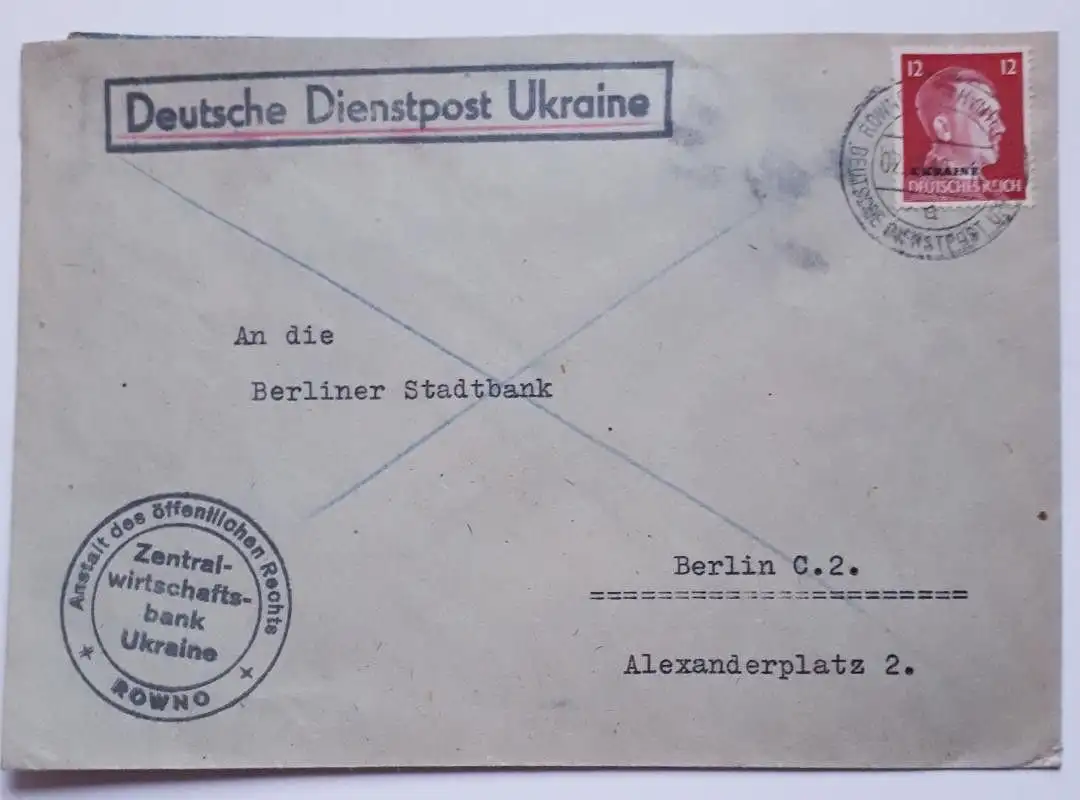 Deutsche Dienstpost Ukraine
12 12
UKRAINE
DEUTSCHES REICH
DEUTSCHE DIENSTPOST
a
An die
Berliner Stadtbank
Berlin C.2.
=======================
Alexanderplatz 2.
Anstalt des öffentlichen Rechts
Zentral-
wirtschafts-
bank
Ukraine
* ROWNO *